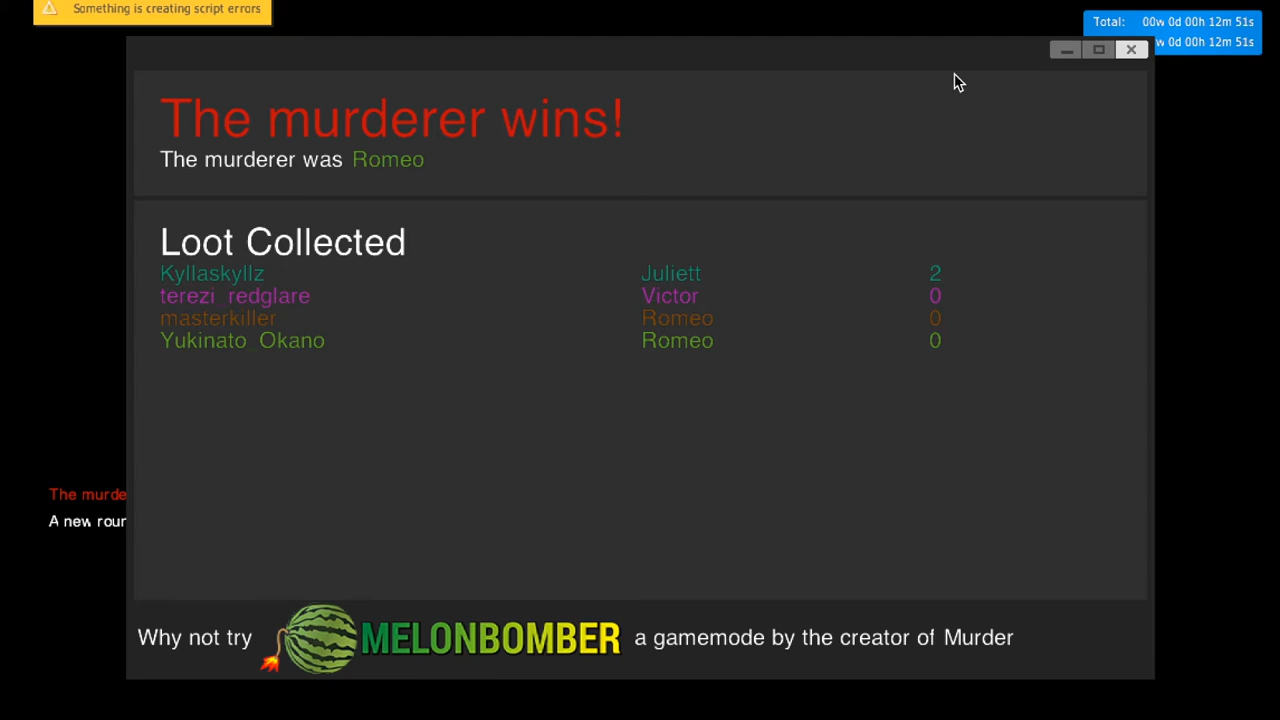 Something is creating script errors
Total: 00w 0d 00h 12m 51s
w 0d 00h 12m 51s
The murderer wins!
The murderer was Romeo
Loot Collected
Kyllaskyllz Juliett 2
terezi redglare Victor 0
masterkiller Romeo 0
Yukinato Okano Romeo 0
The murde
A new roun
Why not try MELONBOMBER a gamemode by the creator of Murder